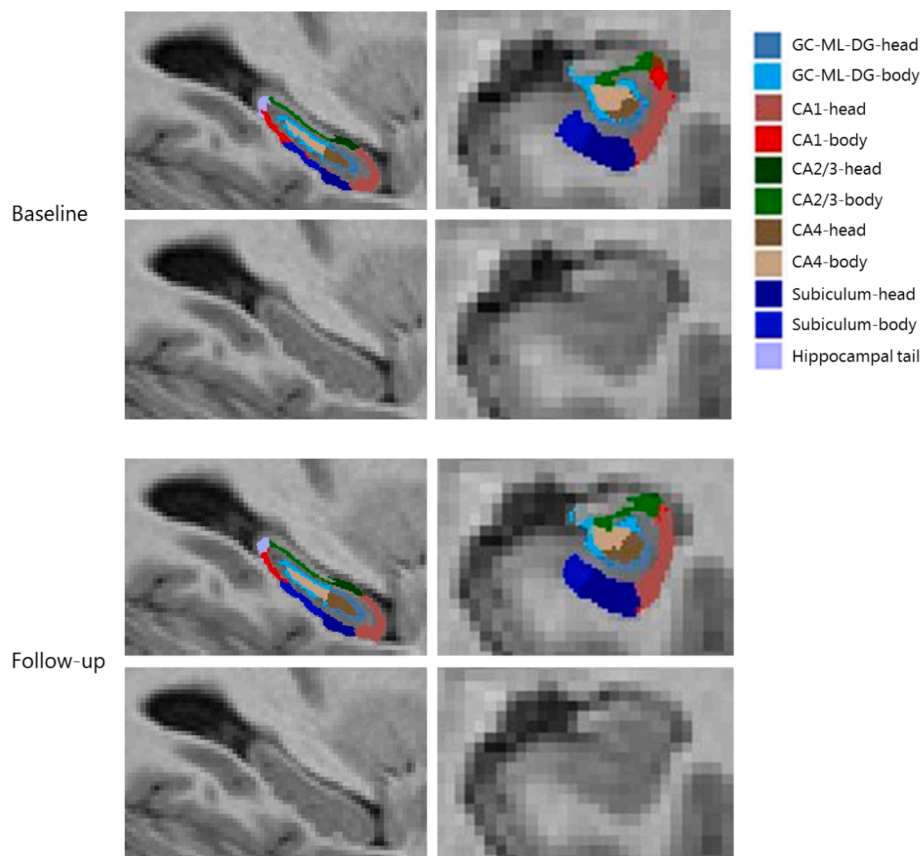 GC-ML-DG-head
GC-ML-DG-body
CA1-head
CA1-body
CA2/3-head
CA2/3-body
CA4-head
CA4-body
Subiculum-head
Subiculum-body
Hippocampal tail
Baseline
Follow-up